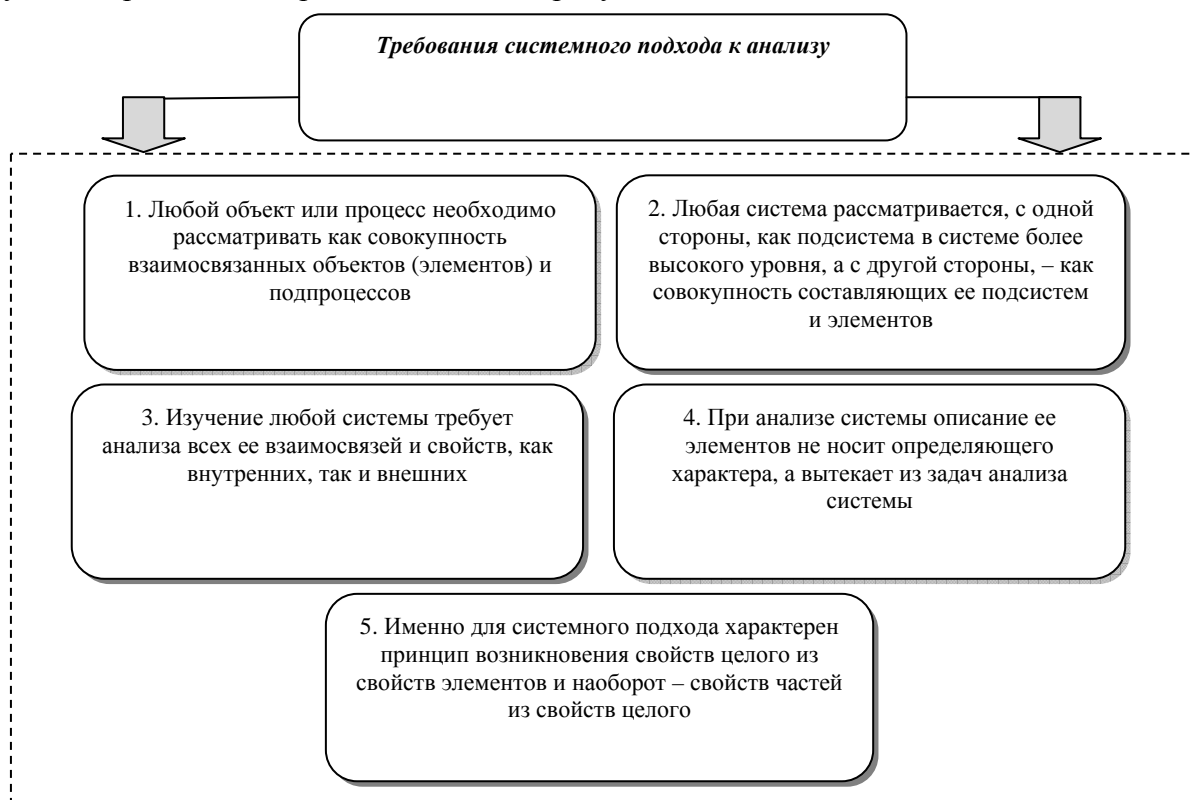 Требования системного подхода к анализу
1. Любой объект или процесс необходимо
рассматривать как совокупность
взаимосвязанных объектов (элементов) и
подпроцессов
2. Любая система рассматривается, с одной
стороны, как подсистема в системе более
высокого уровня, а с другой стороны, – как
совокупность составляющих ее подсистем
и элементов
3. Изучение любой системы требует
анализа всех ее взаимосвязей и свойств, как
внутренних, так и внешних
4. При анализе системы описание ее
элементов не носит определяющего
характера, а вытекает из задач анализа
системы
5. Именно для системного подхода характерен
принцип возникновения свойств целого из
свойств элементов и наоборот – свойств частей
из свойств целого